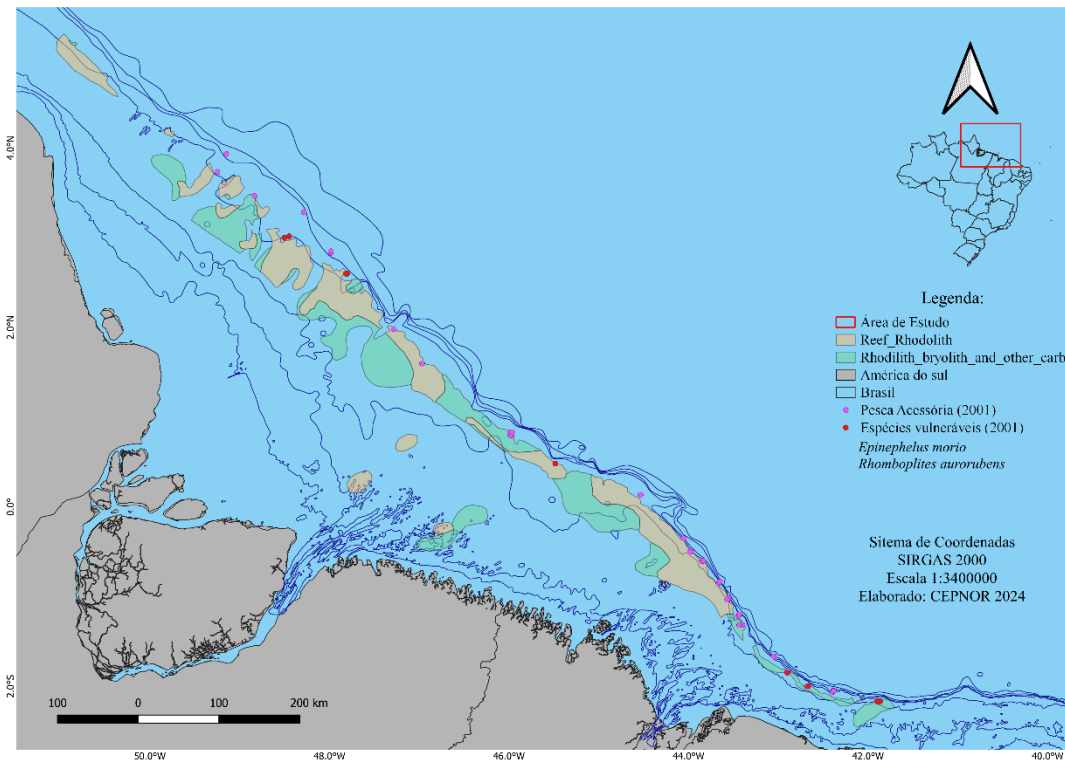 4.0°N
2.0°N
0.0°
2.0°S
Legenda:
Área de Estudo
Reef_Rhodolith
Rhodilith_bryolith_and_other_carb
América do sul
Brasil
Pesca Acessória (2001)
Espécies vulneráveis (2001)
Epinephelus morio
Rhomboplites aurorubens
Sitema de Coordenadas
SIRGAS 2000
Escala 1:3400000
Elaborado: CEPNOR 2024
100 0 100 200 km
50.0°W 48.0°W 46.0°W 44.0°W 42.0°W 40.0°W